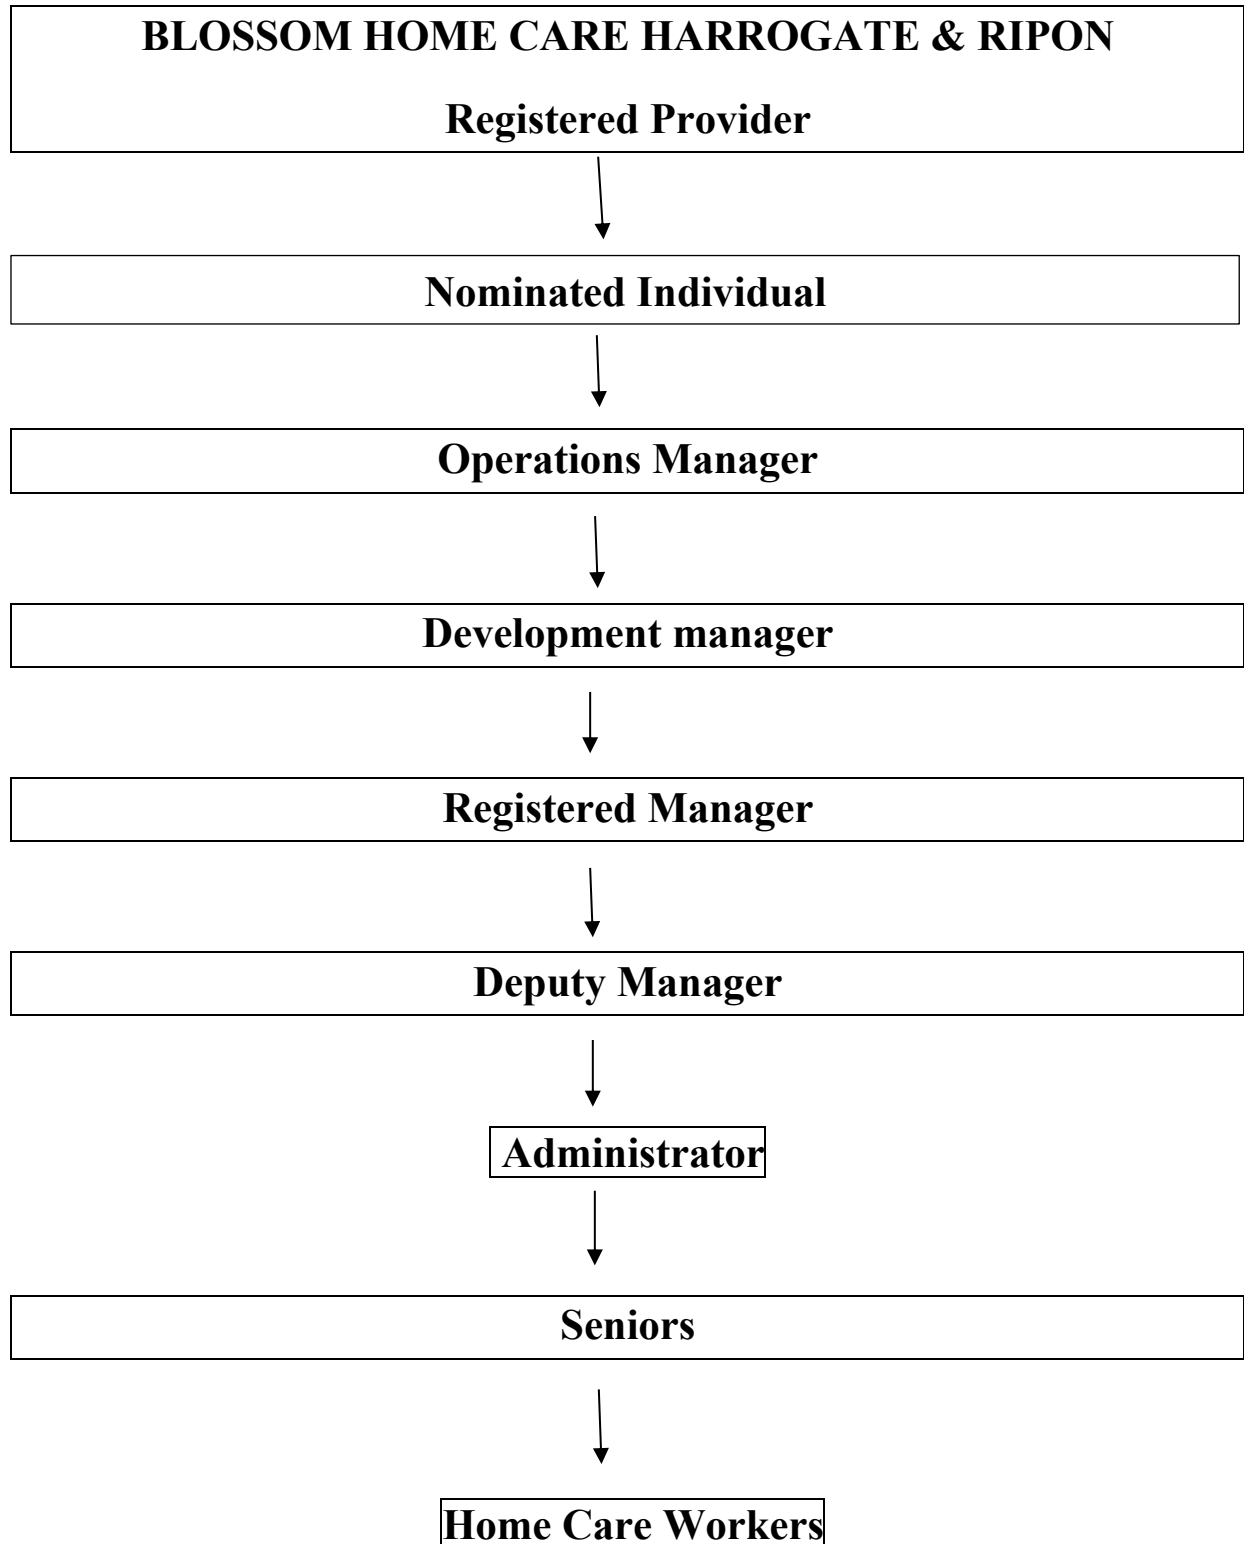 BLOSSOM HOME CARE HARROGATE & RIPON
Registered Provider
Nominated Individual
Operations Manager
Development manager
Registered Manager
Deputy Manager
Administrator
Seniors
Home Care Workers